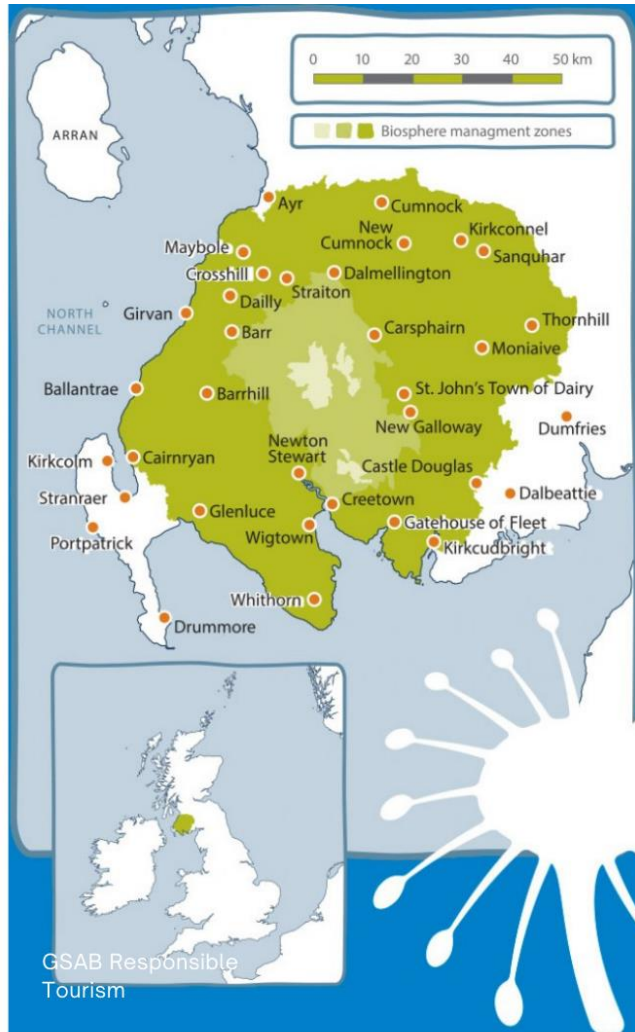 0 10 20 30 40 50 km
Biosphere managment zones
ARRAN
Ayr
Cumnock
New
Cumnock
Kirkconnel
Sanquhar
Maybole
Crosshill
Straiton
Dalmellington
Dailly
NORTH
CHANNEL
Girvan
Barr
Carsphairn
Thornhill
Moniaive
Ballantrae
Barrhill
St. John's Town of Dairy
New Galloway
Dumfries
Kirkcolm
Cairnryan
Newton
Stewart
Castle Douglas
Stranraer
Dalbeattie
Glenluce
Creetown
Portpatrick
Wigtown
Gatehouse of Fleet
Kirkcudbright
Whithorn
Drummore
GSAB Responsible
Tourism